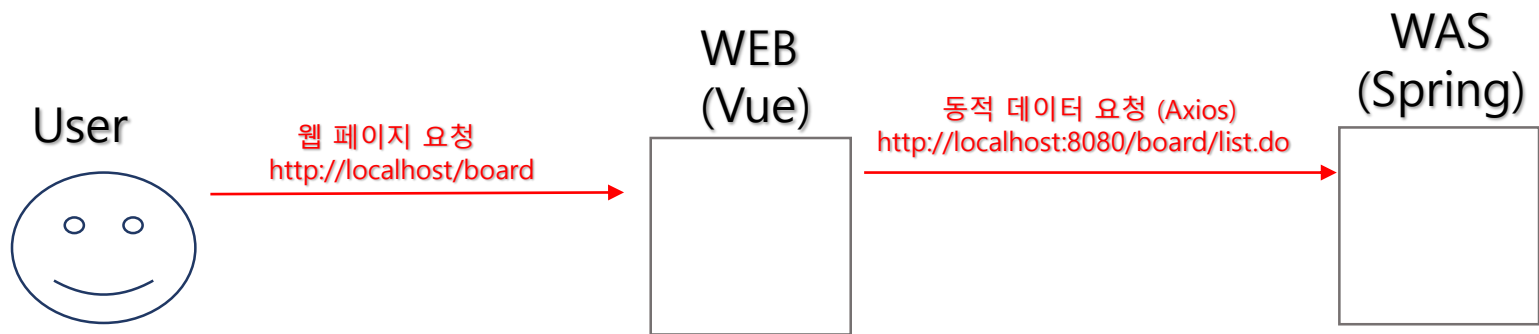 User
웹 페이지 요청
http://localhost/board
WEB
(Vue)
동적 데이터 요청 (Axios)
http://localhost:8080/board/list.do
WAS
(Spring)